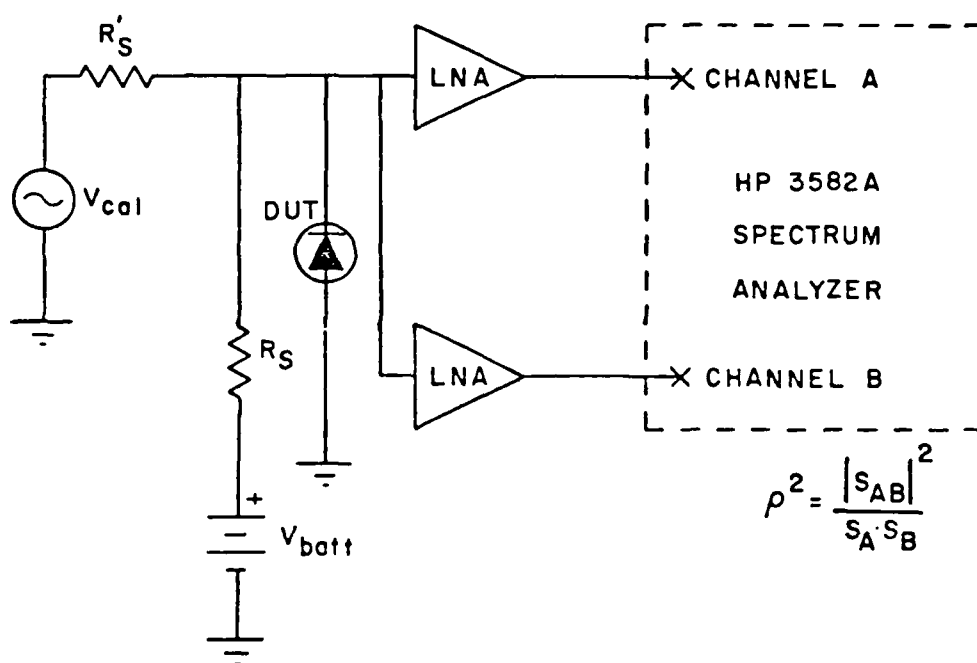 R'S
LNA
CHANNEL A
Vcal
DUT
HP 3582A
SPECTRUM
ANALYZER
RS
LNA
CHANNEL B
+
Vbatt
ρ² = |SAB|² / SA·SB